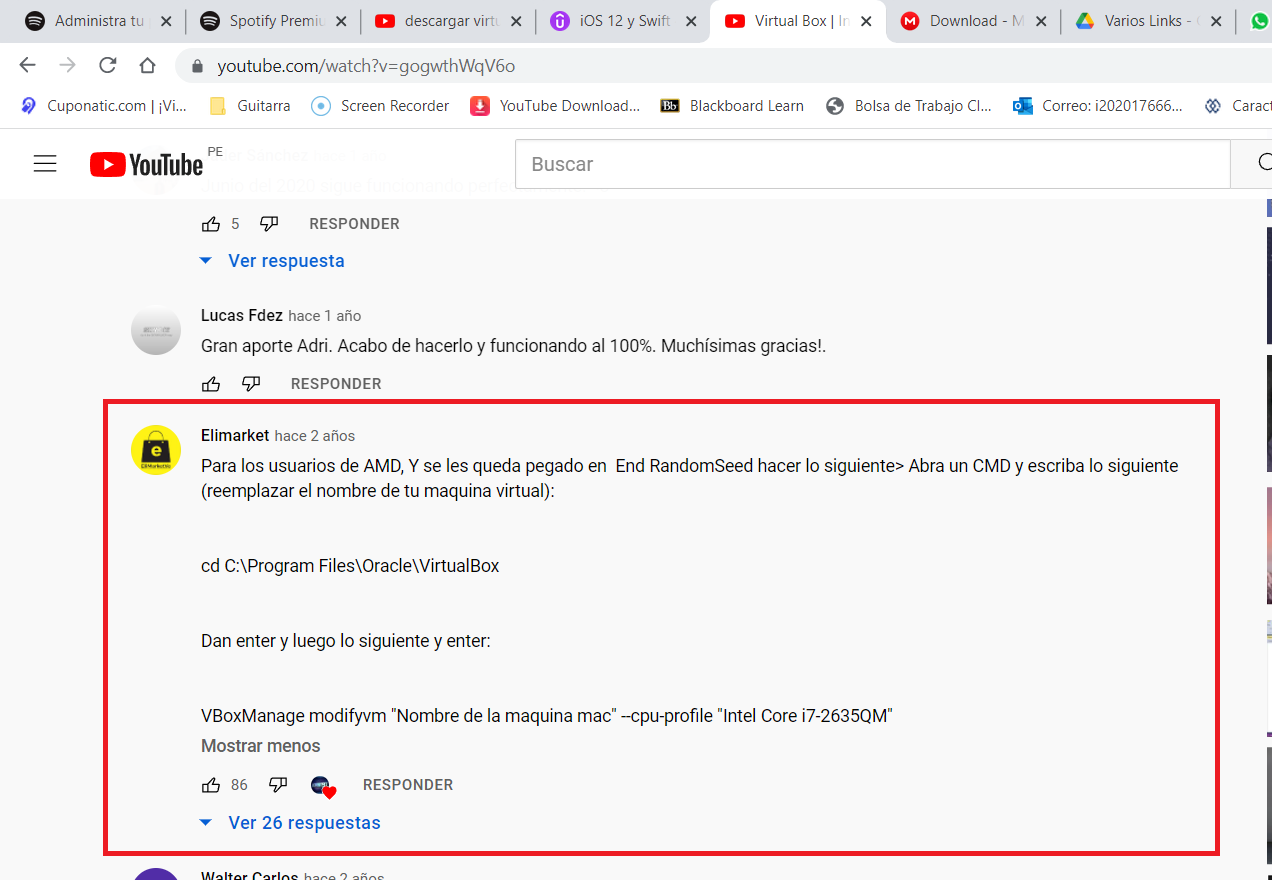 Administra tu
Spotify Premiu
descargar virtu
iOS 12 y Swift
Virtual Box | In
Download - M
Varios Links -
youtube.com/watch?v=gogwthWqV6o
Cuponatic.com | ¡Vi...
Guitarra
Screen Recorder
YouTube Download...
Bb
Blackboard Learn
Bolsa de Trabajo Cl...
Correo: i202017666...
Caract
YouTube PE
Buscar
Junio del 2020 sigue funcionando
5 RESPONDER
Ver respuesta
Lucas Fdez hace 1 año
Gran aporte Adri. Acabo de hacerlo y funcionando al 100%. Muchísimas gracias!.
RESPONDER
Elimarket hace 2 años
Para los usuarios de AMD, Y se les queda pegado en  End RandomSeed hacer lo siguiente> Abra un CMD y escriba lo siguiente
(reemplazar el nombre de tu maquina virtual):
cd C:\Program Files\Oracle\VirtualBox
Dan enter y luego lo siguiente y enter:
VBoxManage modifyvm "Nombre de la maquina mac" --cpu-profile "Intel Core i7-2635QM"
Mostrar menos
86 RESPONDER
Ver 26 respuestas
Walter Carlos hace 2 años